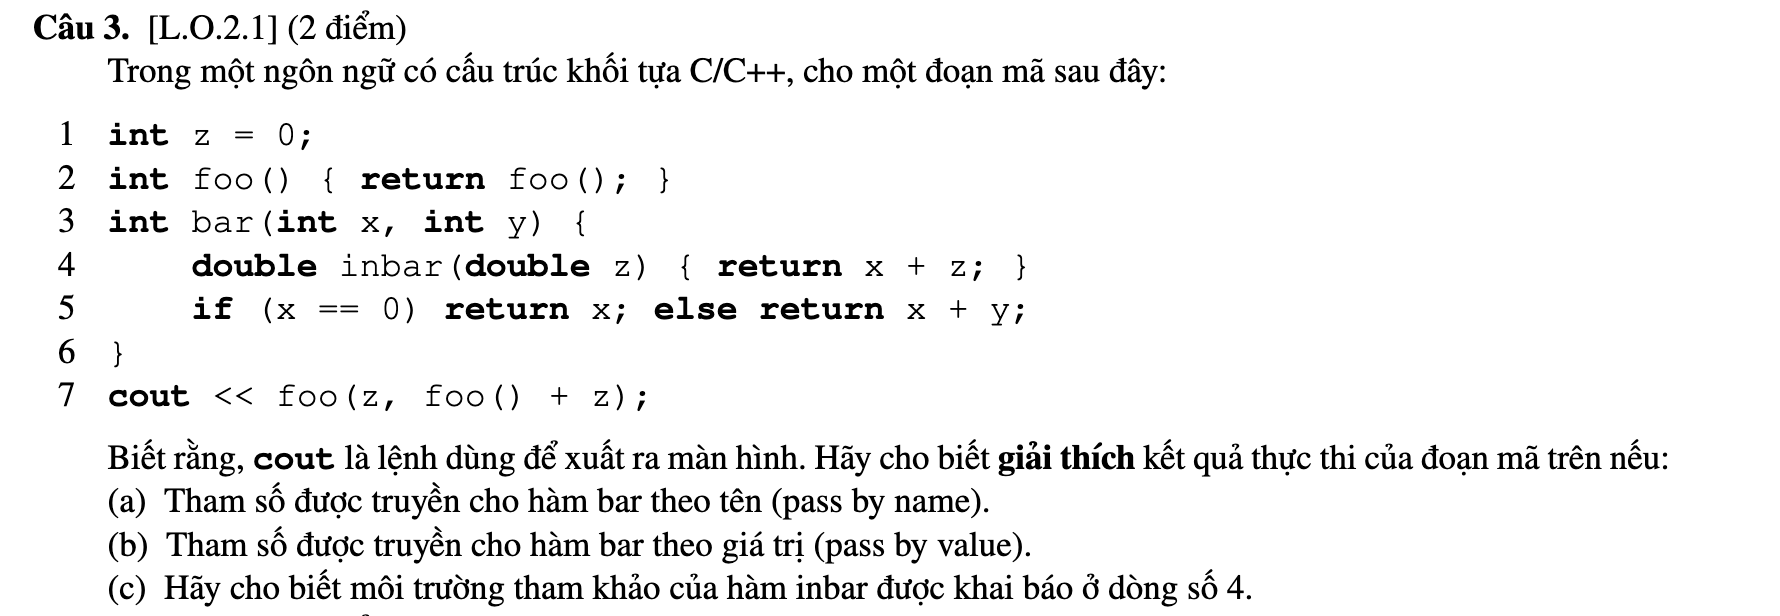 Câu 3. [L.O.2.1] (2 điểm)
Trong một ngôn ngữ có cấu trúc khối tựa C/C++, cho một đoạn mã sau đây:
1 int z = 0;
2 int foo() { return foo(); }
3 int bar(int x, int y) {
4 double inbar(double z) { return x + z; }
5 if (x == 0) return x; else return x + y;
6 }
7 cout << foo(z, foo() + z);
Biết rằng, cout là lệnh dùng để xuất ra màn hình. Hãy cho biết giải thích kết quả thực thi của đoạn mã trên nếu:
(a) Tham số được truyền cho hàm bar theo tên (pass by name).
(b) Tham số được truyền cho hàm bar theo giá trị (pass by value).
(c) Hãy cho biết môi trường tham khảo của hàm inbar được khai báo ở dòng số 4.